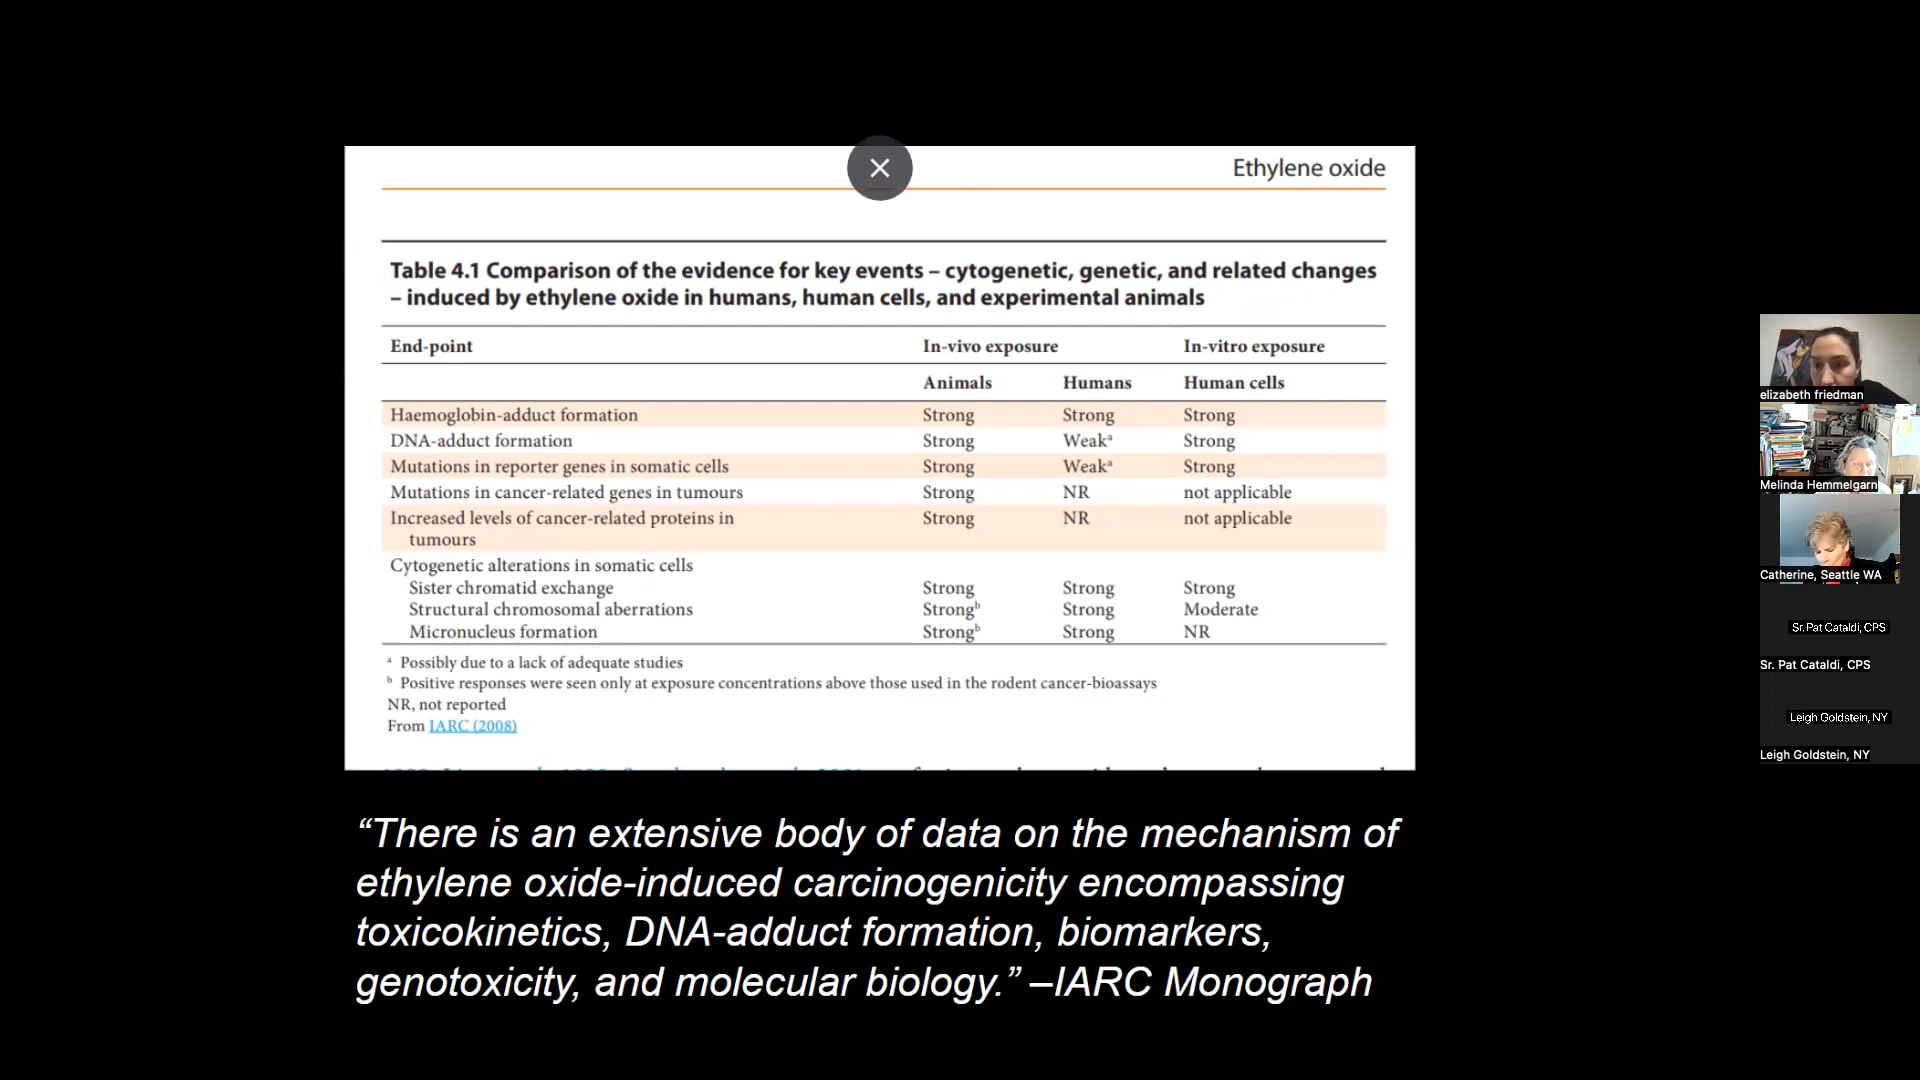 Ethylene oxide
Table 4.1 Comparison of the evidence for key events – cytogenetic, genetic, and related changes
– induced by ethylene oxide in humans, human cells, and experimental animals
End-point In-vivo exposure In-vitro exposure
Animals Humans Human cells
Haemoglobin-adduct formation Strong Strong Strong
DNA-adduct formation Strong Weakᵃ Strong
Mutations in reporter genes in somatic cells Strong Weakᵃ Strong
Mutations in cancer-related genes in tumours Strong NR not applicable
Increased levels of cancer-related proteins in Strong NR not applicable
tumours
Cytogenetic alterations in somatic cells
Sister chromatid exchange Strong Strong Strong
Structural chromosomal aberrations Strongᵇ Strong Moderate
Micronucleus formation Strongᵇ Strong NR
ᵃ Possibly due to a lack of adequate studies
ᵇ Positive responses were seen only at exposure concentrations above those used in the rodent cancer-bioassays
NR, not reported
From IARC (2008)
“There is an extensive body of data on the mechanism of
ethylene oxide-induced carcinogenicity encompassing
toxicokinetics, DNA-adduct formation, biomarkers,
genotoxicity, and molecular biology.” –IARC Monograph
elizabeth friedman
Melinda Hemmelgarn
Catherine, Seattle WA
Sr. Pat Cataldi, CPS
Sr. Pat Cataldi, CPS
Leigh Goldstein, NY
Leigh Goldstein, NY